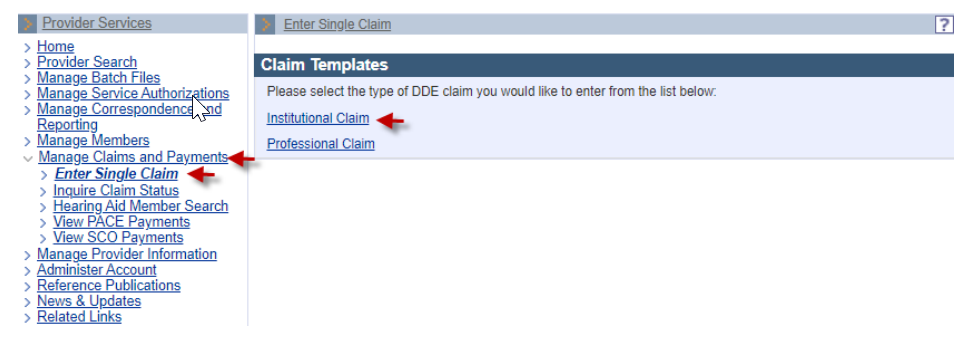 Provider Services
Home
Provider Search
Manage Batch Files
Manage Service Authorizations
Manage Correspondence and
Reporting
Manage Members
Manage Claims and Payments
Enter Single Claim
Inquire Claim Status
Hearing Aid Member Search
View PACE Payments
View SCO Payments
Manage Provider Information
Administer Account
Reference Publications
News & Updates
Related Links
Enter Single Claim
?
Claim Templates
Please select the type of DDE claim you would like to enter from the list below:
Institutional Claim
Professional Claim